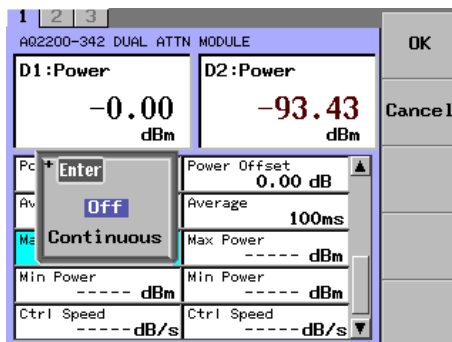 1 2 3
AQ2200-342 DUAL ATTN MODULE
OK
D1:Power
D2:Power
-0.00
-93.43
dBm
dBm
Cancel
Enter
Power Offset
0.00 dB
Off
Average
100ms
Continuous
Max Power
----- dBm
Min Power
Min Power
----- dBm
----- dBm
Ctrl Speed
Ctrl Speed
-----dB/s
-----dB/s